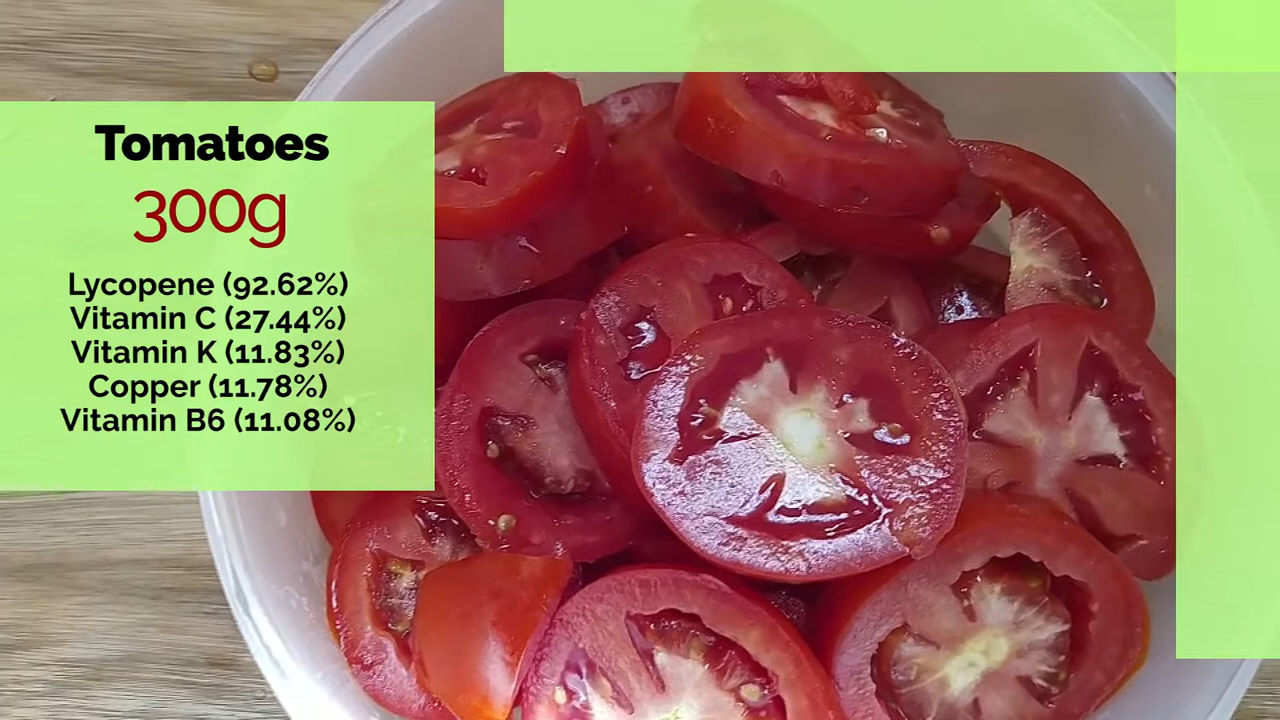 Tomatoes
300g
Lycopene (92.62%)
Vitamin C (27.44%)
Vitamin K (11.83%)
Copper (11.78%)
Vitamin B6 (11.08%)